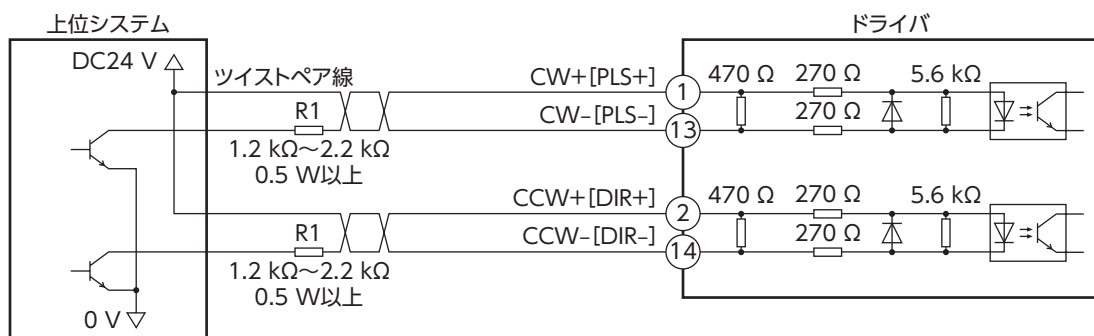 上位システム
ドライバ
DC24 V
ツイストペア線
CW+[PLS+]
1
470 Ω
270 Ω
5.6 kΩ
R1
CW-[PLS-]
13
270 Ω
1.2 kΩ～2.2 kΩ
0.5 W以上
CCW+[DIR+]
2
470 Ω
270 Ω
5.6 kΩ
R1
CCW-[DIR-]
14
270 Ω
1.2 kΩ～2.2 kΩ
0.5 W以上
0 V